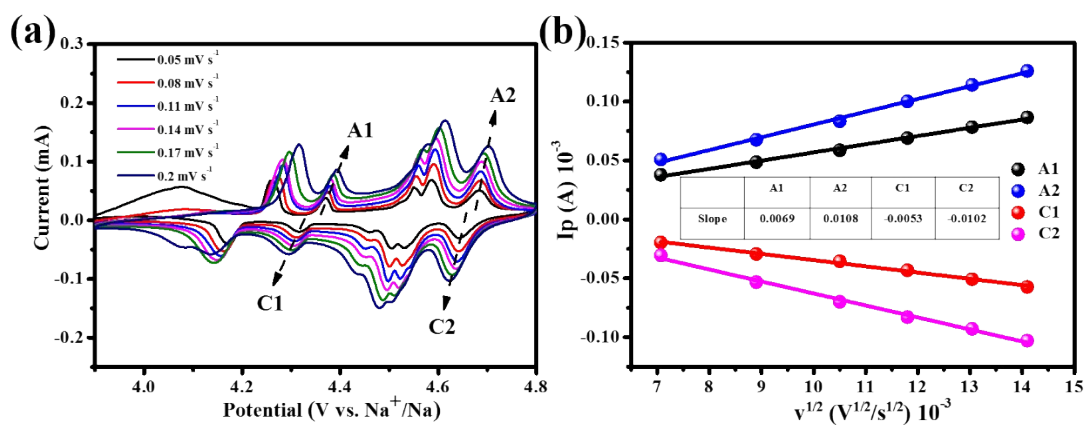 (a)
0.3
0.2
0.1
0.0
-0.1
-0.2
Current (mA)
0.05 mV s-1
0.08 mV s-1
0.11 mV s-1
0.14 mV s-1
0.17 mV s-1
0.2 mV s-1
A1
A2
C1
C2
4.0
4.2
4.4
4.6
4.8
Potential (V vs. Na+/Na)
(b)
0.15
0.10
0.05
0.00
-0.05
-0.10
Ip (A) 10-3
A1 A2 C1 C2
Slope 0.0069 0.0108 -0.0053 -0.0102
A1
A2
C1
C2
7
8
9
10
11
12
13
14
15
v1/2 (V1/2/s1/2) 10-3